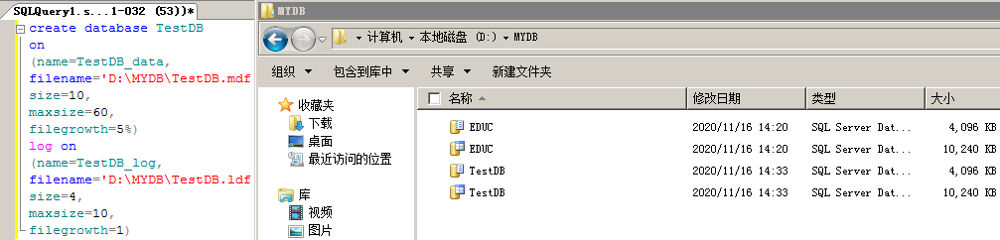 SQLQuery1.s...1-032 (53))*
create database TestDB
on
(name=TestDB_data,
filename='D:\MYDB\TestDB.mdf
size=10,
maxsize=60,
filegrowth=5%)
log on
(name=TestDB_log,
filename='D:\MYDB\TestDB.ldf
size=4,
maxsize=10,
filegrowth=1)
MYDB
计算机 本地磁盘 (D:) MYDB
组织 包含到库中 共享 新建文件夹
收藏夹
下载
桌面
最近访问的位置
库
视频
图片
名称 修改日期 类型 大小
EDUC 2020/11/16 14:20 SQL Server Dat... 4,096 KB
EDUC 2020/11/16 14:20 SQL Server Dat... 10,240 KB
TestDB 2020/11/16 14:33 SQL Server Dat... 4,096 KB
TestDB 2020/11/16 14:33 SQL Server Dat... 10,240 KB